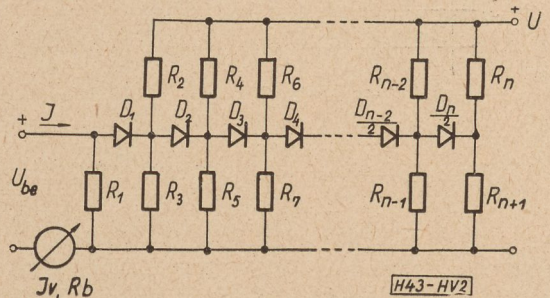 + U
R2 R4 R6 Rn-2 Rn
+ J D1 D2 D3 D4 Dn-2/2 Dn/2
Ube R1 R3 R5 R7 Rn-1 Rn+1
Jv, Rb
H43-HV2